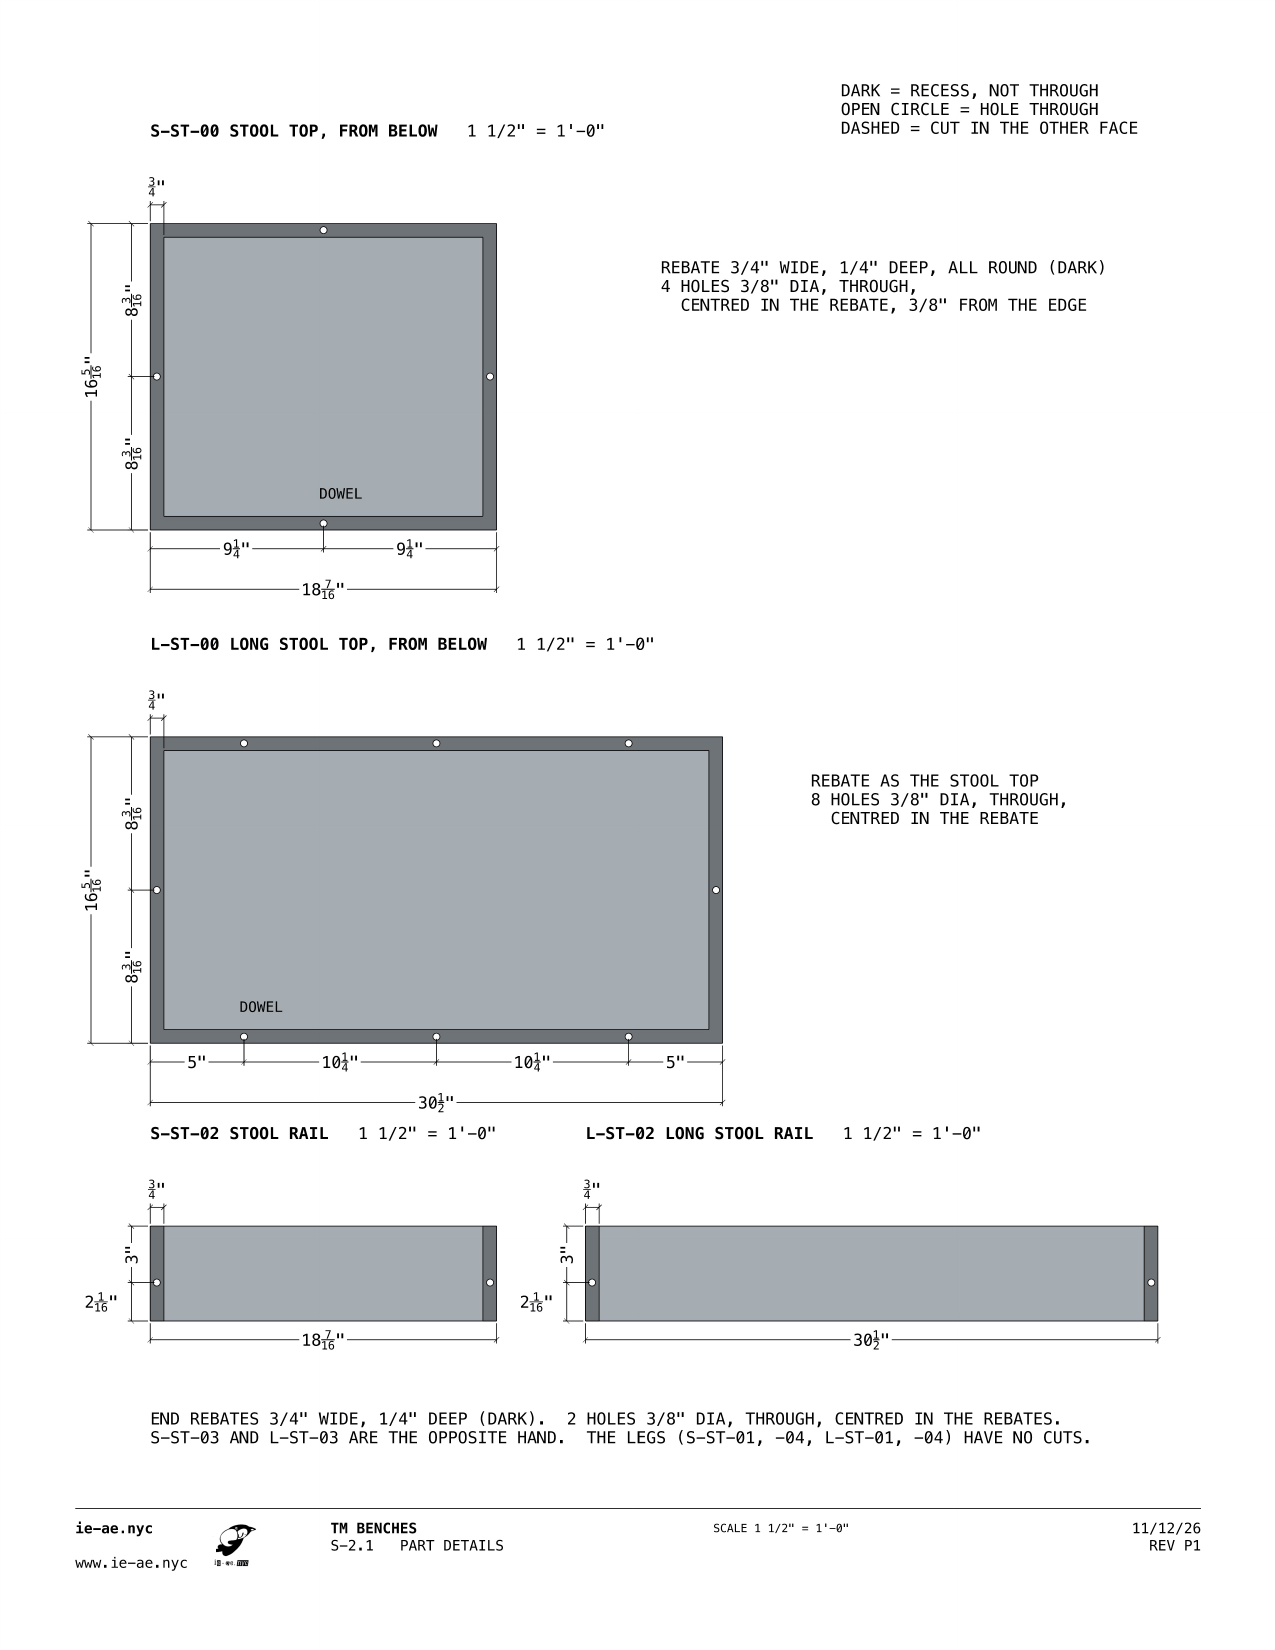 DARK = RECESS, NOT THROUGH
OPEN CIRCLE = HOLE THROUGH
DASHED = CUT IN THE OTHER FACE
S-ST-00 STOOL TOP, FROM BELOW 1 1/2" = 1'-0"
3/4"
8 3/16"
16 5/16"
8 3/16"
REBATE 3/4" WIDE, 1/4" DEEP, ALL ROUND (DARK)
4 HOLES 3/8" DIA, THROUGH,
CENTRED IN THE REBATE, 3/8" FROM THE EDGE
DOWEL
9 1/4" 9 1/4"
18 7/16"
L-ST-00 LONG STOOL TOP, FROM BELOW 1 1/2" = 1'-0"
3/4"
8 3/16"
16 5/16"
8 3/16"
REBATE AS THE STOOL TOP
8 HOLES 3/8" DIA, THROUGH,
CENTRED IN THE REBATE
DOWEL
5" 10 1/4" 10 1/4" 5"
30 1/2"
S-ST-02 STOOL RAIL 1 1/2" = 1'-0"
3/4"
3"
2 1/16"
18 7/16"
L-ST-02 LONG STOOL RAIL 1 1/2" = 1'-0"
3/4"
3"
2 1/16"
30 1/2"
END REBATES 3/4" WIDE, 1/4" DEEP (DARK). 2 HOLES 3/8" DIA, THROUGH, CENTRED IN THE REBATES.
S-ST-03 AND L-ST-03 ARE THE OPPOSITE HAND. THE LEGS (S-ST-01, -04, L-ST-01, -04) HAVE NO CUTS.
ie-ae.nyc
www.ie-ae.nyc
ie-ae.nyc
TM BENCHES
S-2.1 PART DETAILS
SCALE 1 1/2" = 1'-0"
11/12/26
REV P1